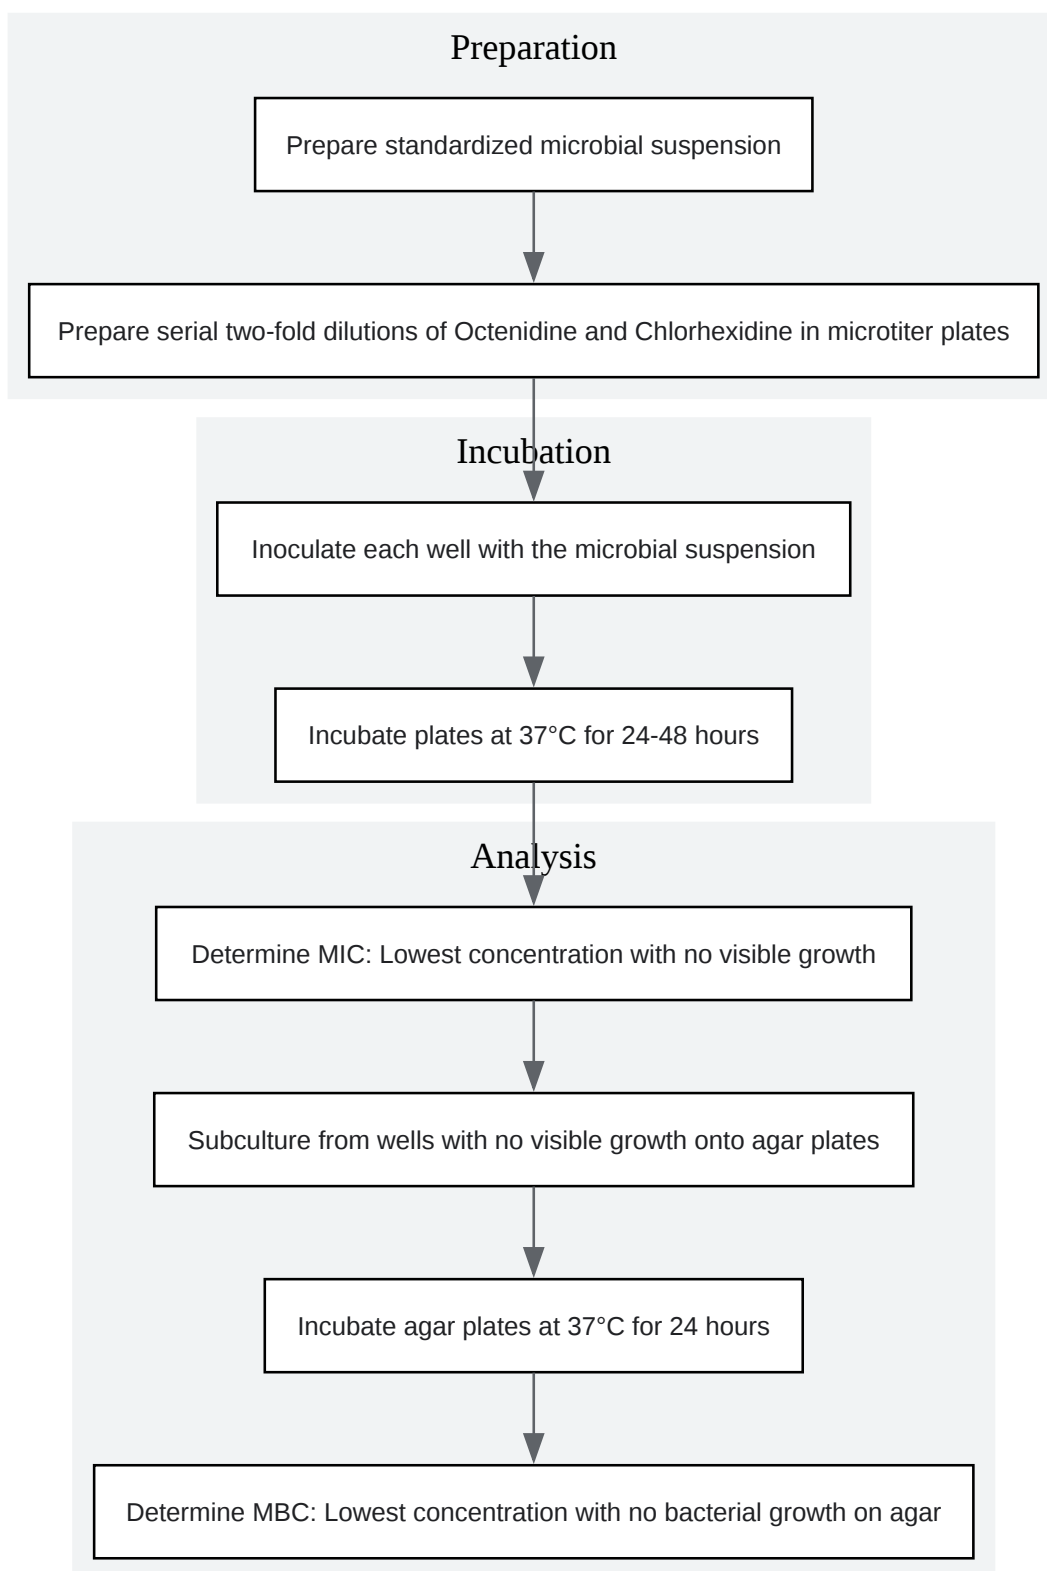 Preparation
Prepare standardized microbial suspension
Prepare serial two-fold dilutions of Octenidine and Chlorhexidine in microtiter plates
Incubation
Inoculate each well with the microbial suspension
Incubate plates at 37°C for 24-48 hours
Analysis
Determine MIC: Lowest concentration with no visible growth
Subculture from wells with no visible growth onto agar plates
Incubate agar plates at 37°C for 24 hours
Determine MBC: Lowest concentration with no bacterial growth on agar